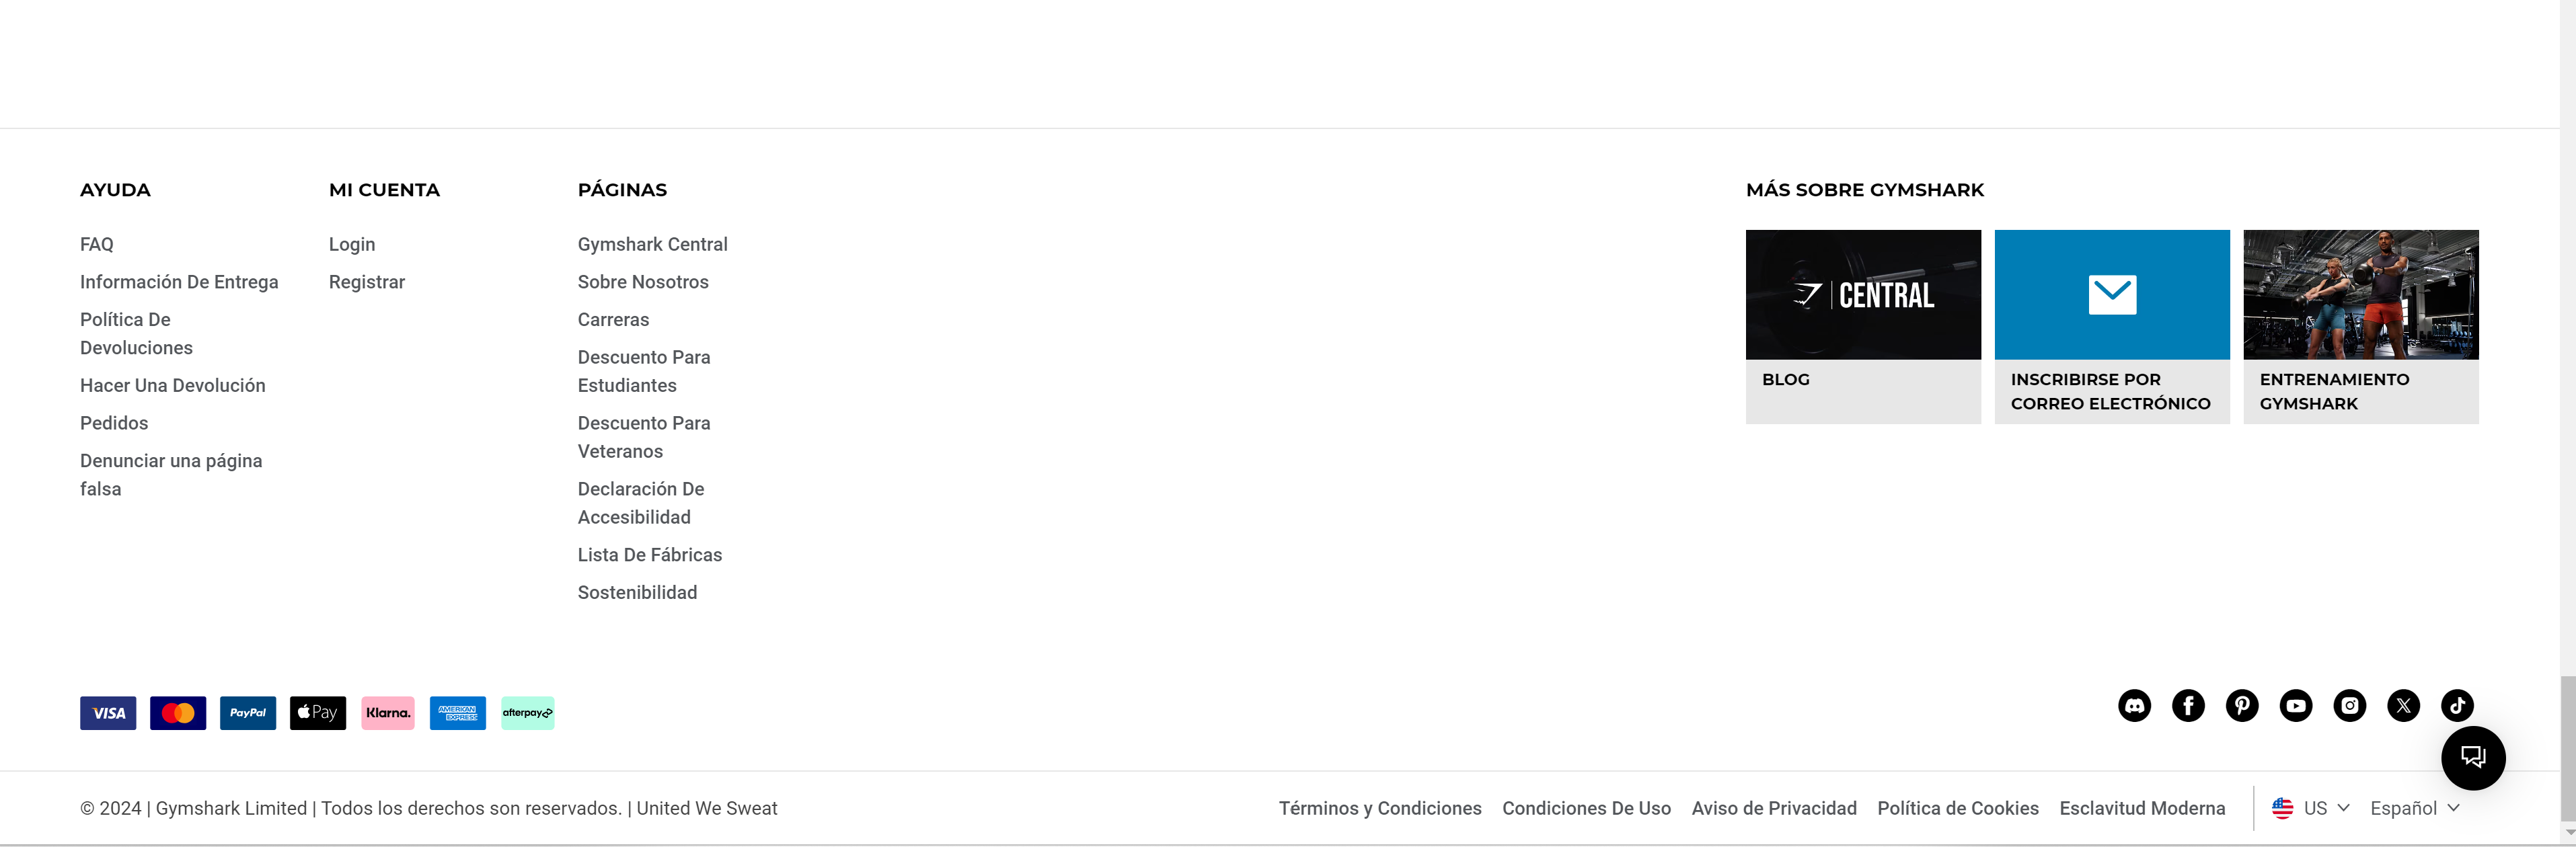 AYUDA
FAQ
Información De Entrega
Política De
Devoluciones
Hacer Una Devolución
Pedidos
Denunciar una página
falsa
MI CUENTA
Login
Registrar
PÁGINAS
Gymshark Central
Sobre Nosotros
Carreras
Descuento Para
Estudiantes
Descuento Para
Veteranos
Declaración De
Accesibilidad
Lista De Fábricas
Sostenibilidad
MÁS SOBRE GYMSHARK
CENTRAL
BLOG
INSCRIBIRSE POR
CORREO ELECTRÓNICO
ENTRENAMIENTO
GYMSHARK
VISA PayPal Pay Klarna. AMERICAN EXPRESS afterpay
© 2024 | Gymshark Limited | Todos los derechos son reservados. | United We Sweat
Términos y Condiciones Condiciones De Uso Aviso de Privacidad Política de Cookies Esclavitud Moderna US Español